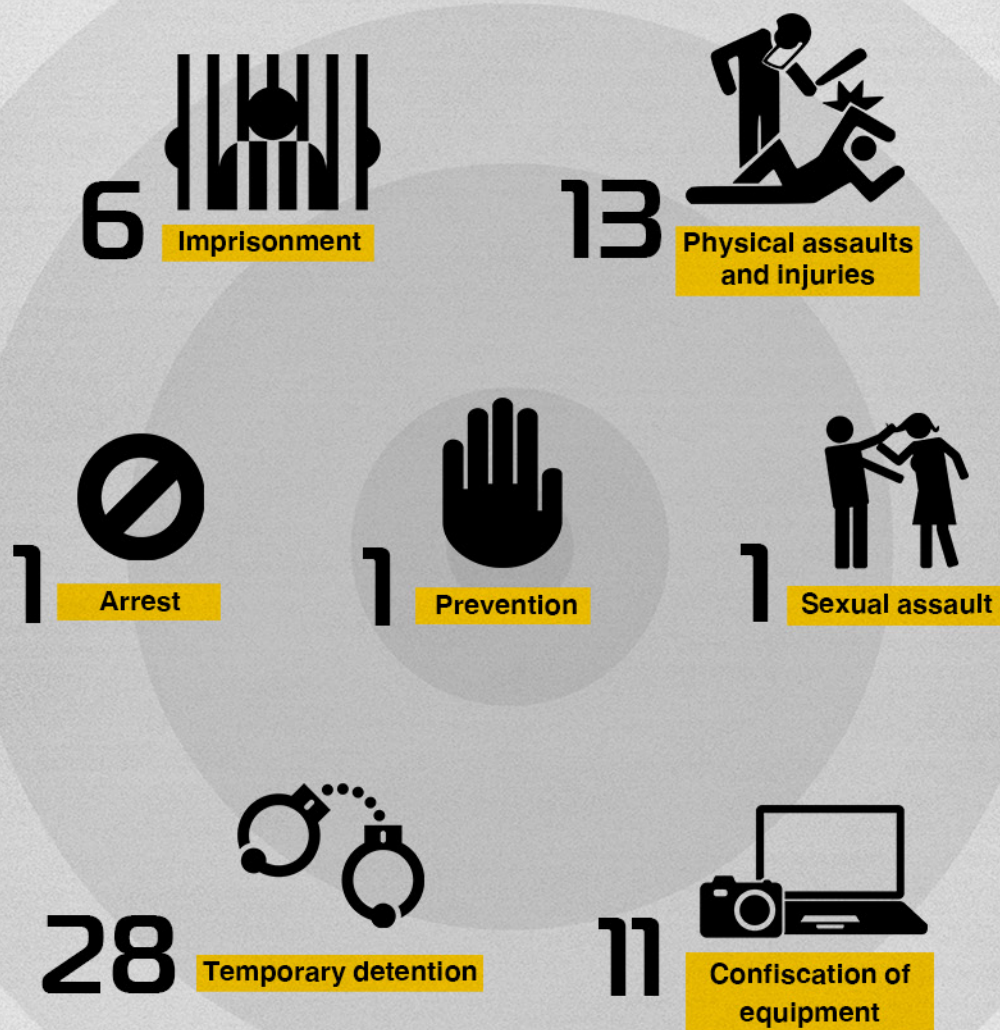 6
Imprisonment
13
Physical assaults
and injuries
1
Arrest
1
Prevention
1
Sexual assault
28
Temporary detention
11
Confiscation of
equipment